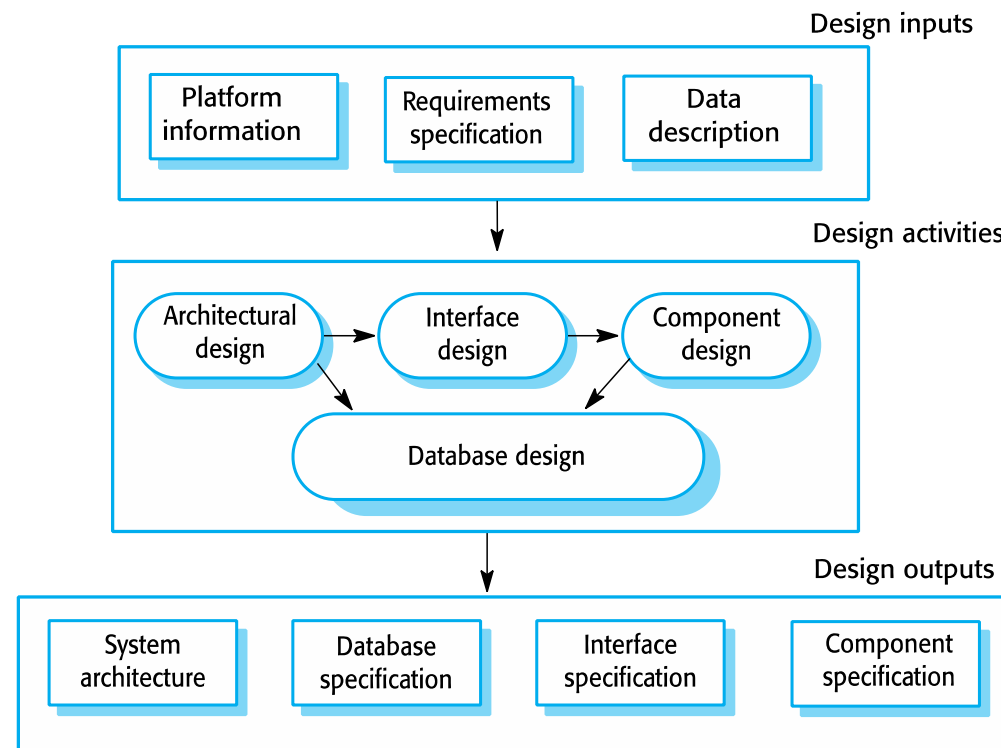 Design inputs
Platform
information
Requirements
specification
Data
description
Design activities
Architectural
design
Interface
design
Component
design
Database design
Design outputs
System
architecture
Database
specification
Interface
specification
Component
specification